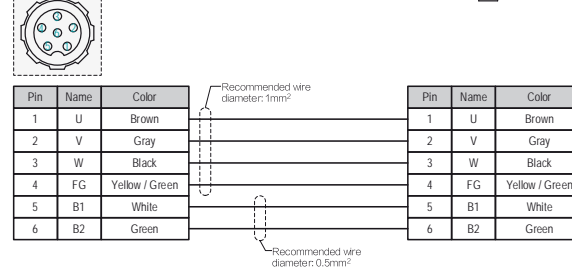 Recommended wire
diameter: 1mm²
Pin Name Color Pin Name Color
1 U Brown 1 U Brown
2 V Gray 2 V Gray
3 W Black 3 W Black
4 FG Yellow / Green 4 FG Yellow / Green
5 B1 White 5 B1 White
6 B2 Green 6 B2 Green
Recommended wire
diameter: 0.5mm²